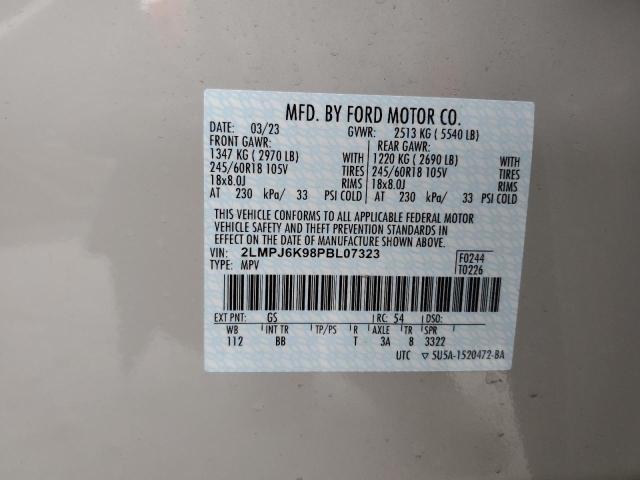 MFD. BY FORD MOTOR CO.
DATE: 03/23 GVWR: 2513 KG ( 5540 LB)
FRONT GAWR: REAR GAWR:
1347 KG ( 2970 LB) WITH 1220 KG ( 2690 LB) WITH
245/60R18 105V TIRES 245/60R18 105V TIRES
18x8.0J RIMS 18x8.0J RIMS
AT 230 kPa/ 33 PSI COLD AT 230 kPa/ 33 PSI COLD
THIS VEHICLE CONFORMS TO ALL APPLICABLE FEDERAL MOTOR
VEHICLE SAFETY AND THEFT PREVENTION STANDARDS IN
EFFECT ON THE DATE OF MANUFACTURE SHOWN ABOVE.
VIN: 2LMPJ6K98PBL07323 F0244
TYPE: MPV T0226
EXT PNT: GS RC: 54 DSO:
WB INT TR TP/PS R AXLE TR SPR
112 BB T 3A 8 3322
UTC ▽ 5U5A-1520472-BA